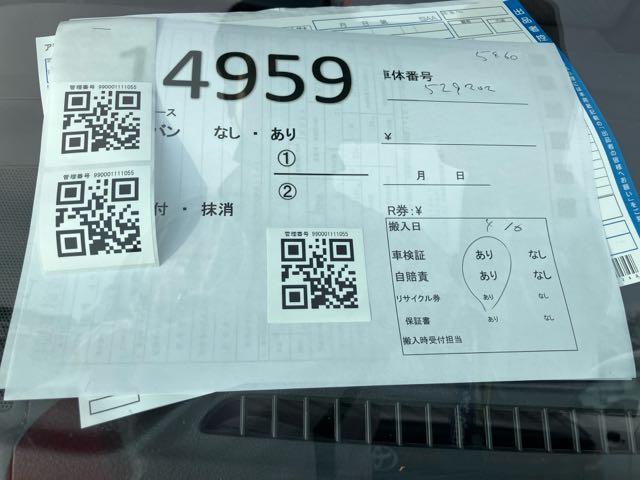 5860
14959
車体番号
529202
管理番号 990001111055
ース
バン なし・あり
¥
①
②
管理番号 990001111055
月 日
付・抹消
R券:¥
管理番号 990001111055
搬入日 4/6
車検証 あり なし
自賠責 あり なし
リサイクル券 あり なし
保証書 あり なし
搬入時受付担当